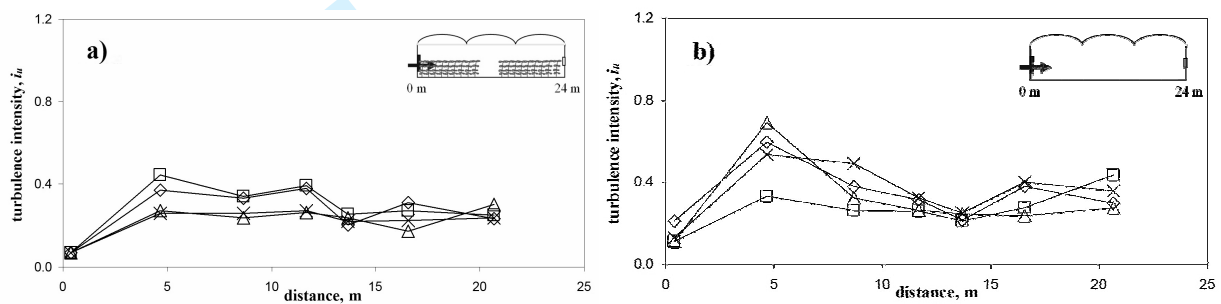 a)
turbulence intensity, iu
1.2
0.8
0.4
0.0
0 5 10 15 20 25
distance, m
0 m 24 m
b)
turbulence intensity, iu
1.2
0.8
0.4
0.0
0 5 10 15 20 25
distance, m
0 m 24 m